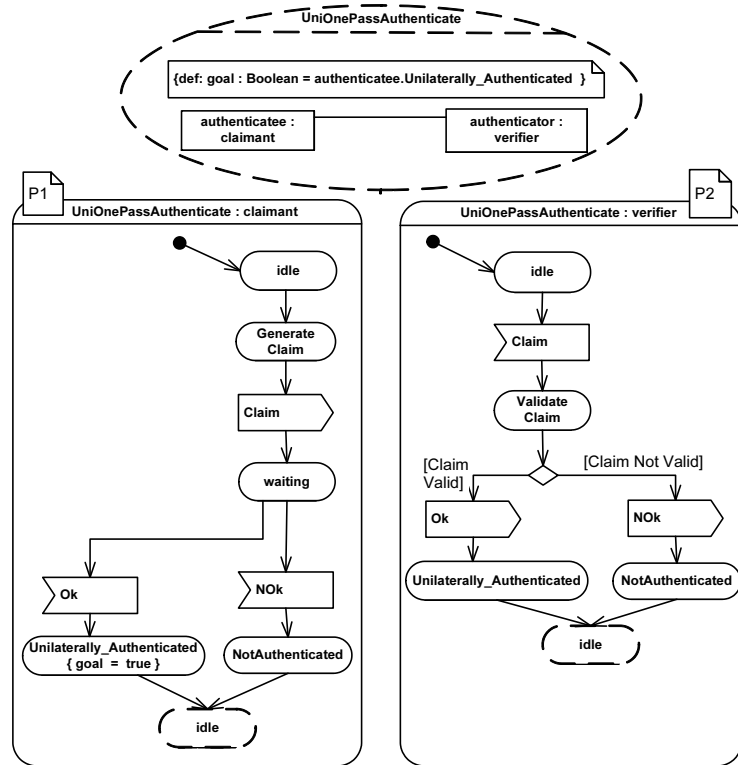 UniOnePassAuthenticate
{def: goal : Boolean = authenticatee.Unilaterally_Authenticated }
authenticatee :
claimant
authenticator :
verifier
P1
UniOnePassAuthenticate : claimant
idle
Generate
Claim
Claim
waiting
Ok
NOk
Unilaterally_Authenticated
{ goal = true }
NotAuthenticated
idle
P2
UniOnePassAuthenticate : verifier
idle
Claim
Validate
Claim
[Claim
Valid]
[Claim Not Valid]
Ok
NOk
Unilaterally_Authenticated
NotAuthenticated
idle